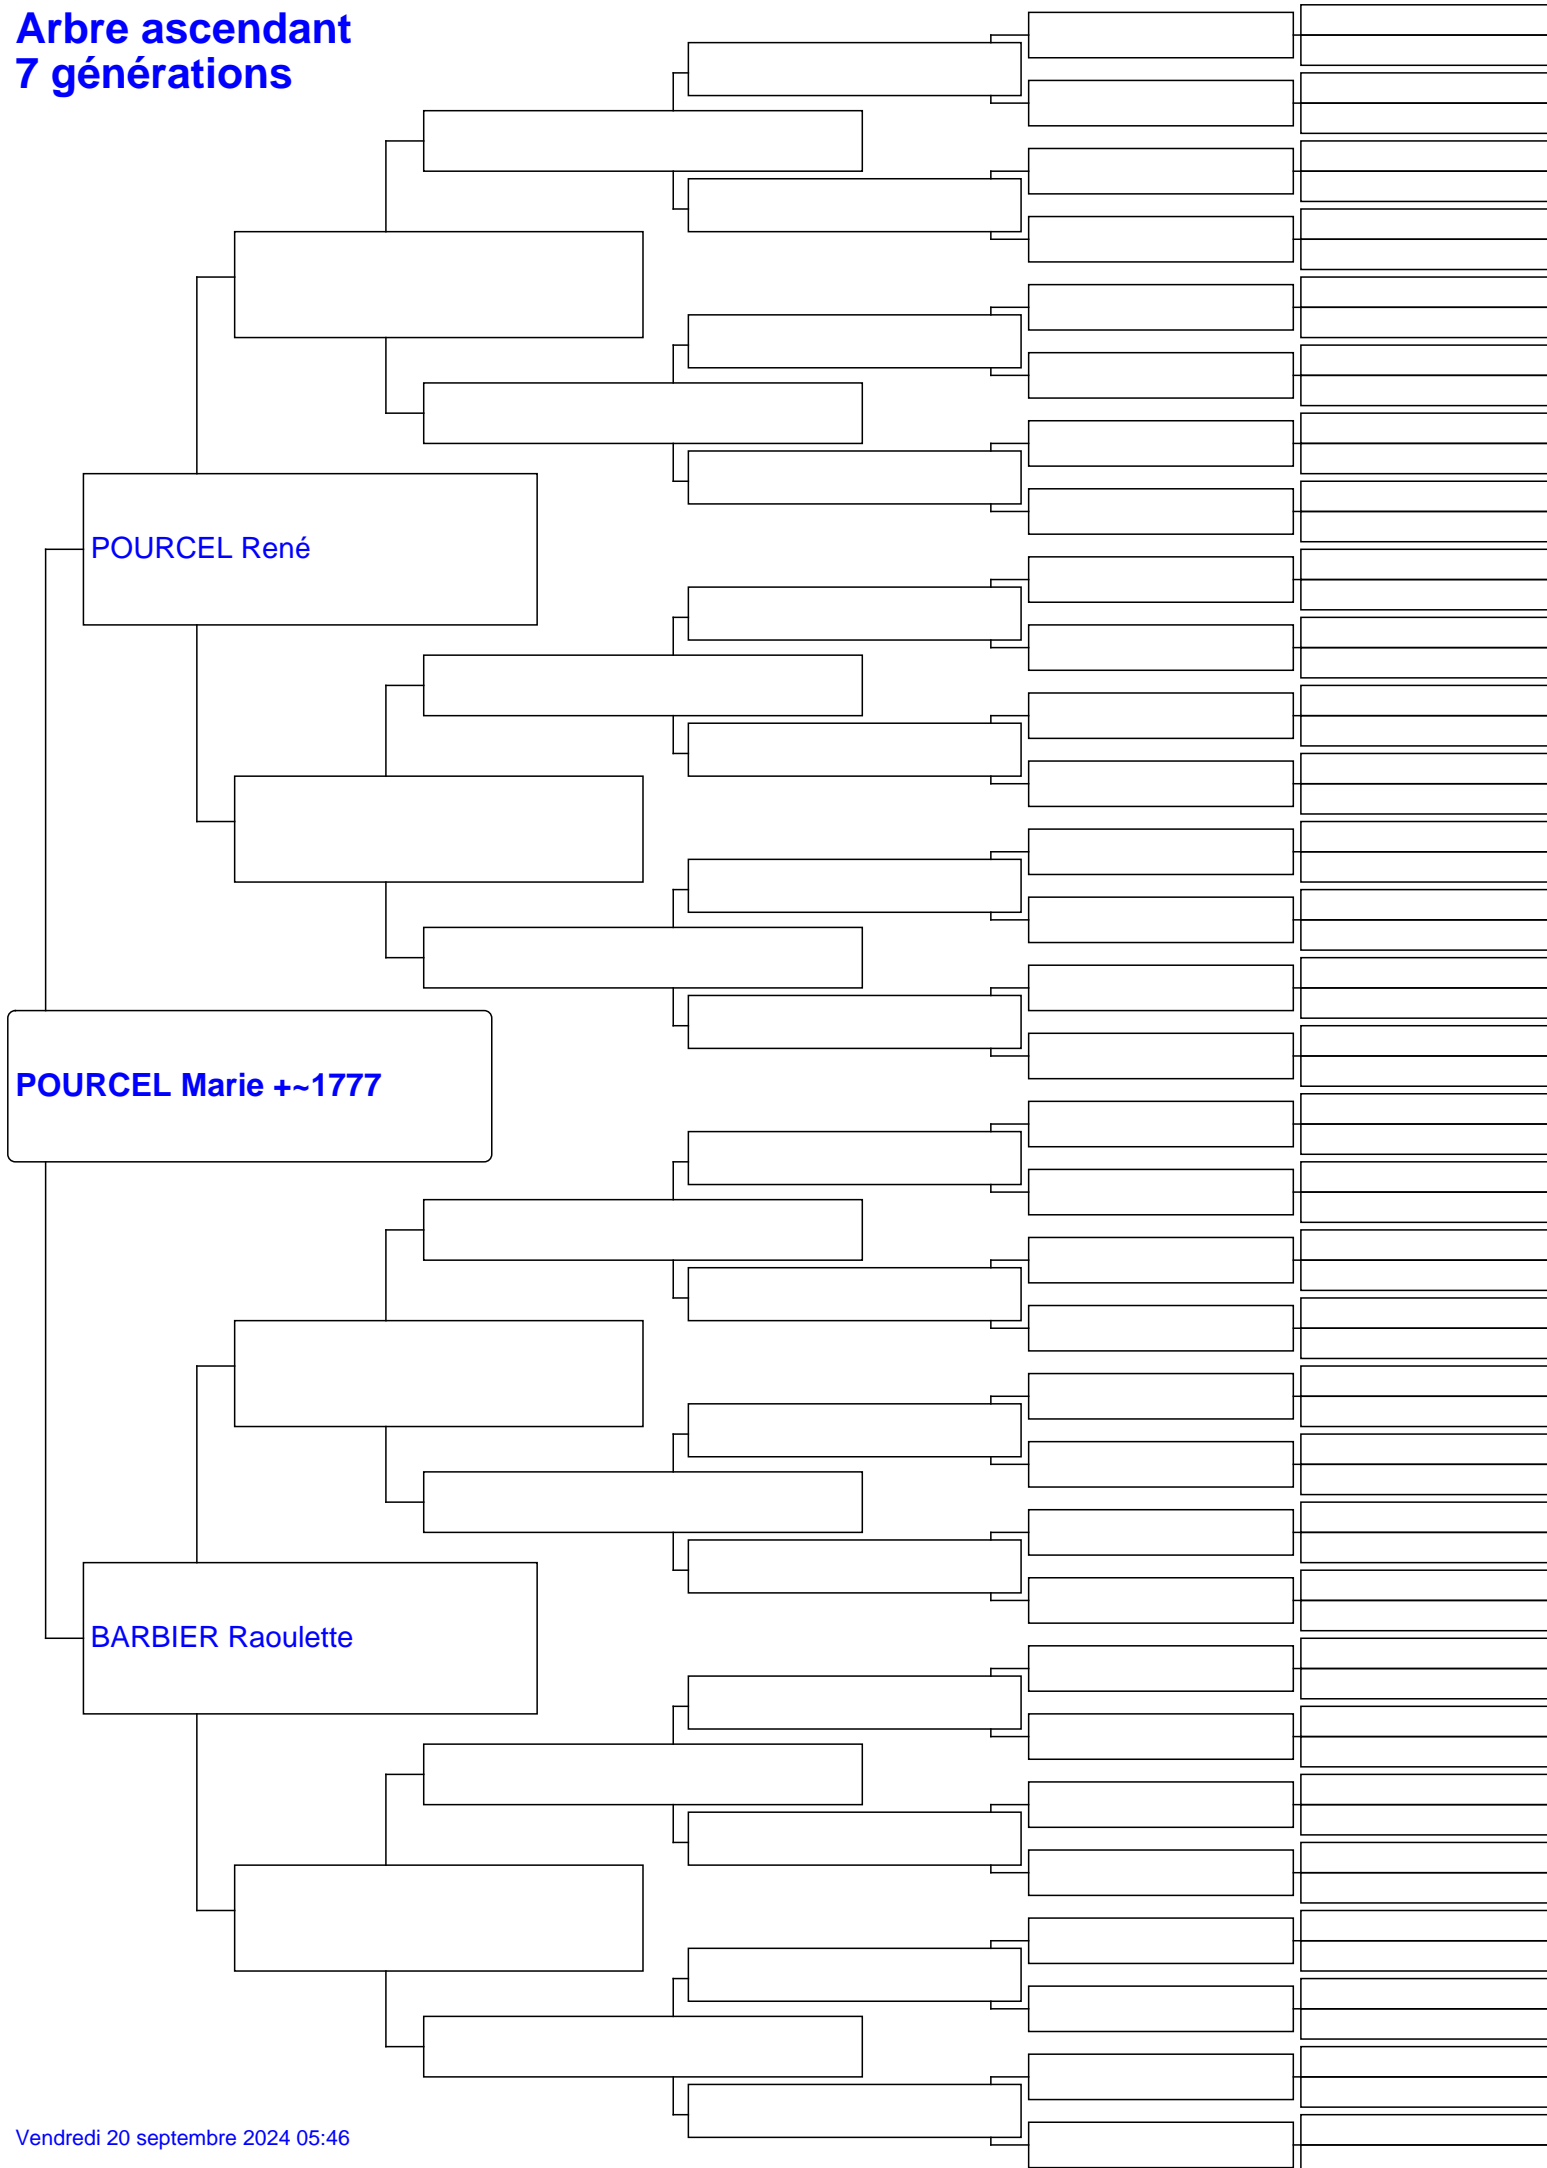 Arbre ascendant
7 générations
POURCEL René
POURCEL Marie +~1777
BARBIER Raoulette
Vendredi 20 septembre 2024 05:46